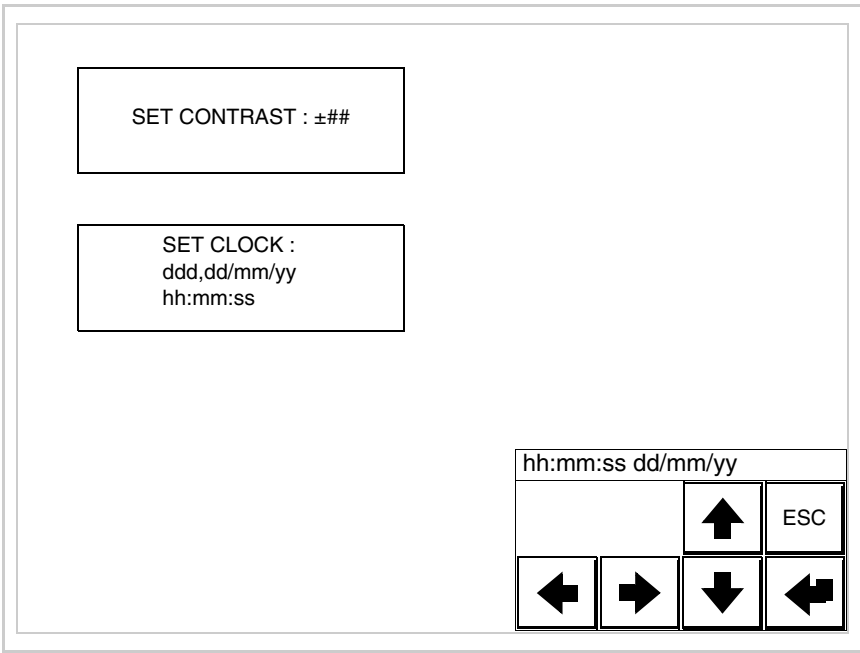 SET CONTRAST : ±##
SET CLOCK :
ddd,dd/mm/yy
hh:mm:ss
hh:mm:ss dd/mm/yy
ESC